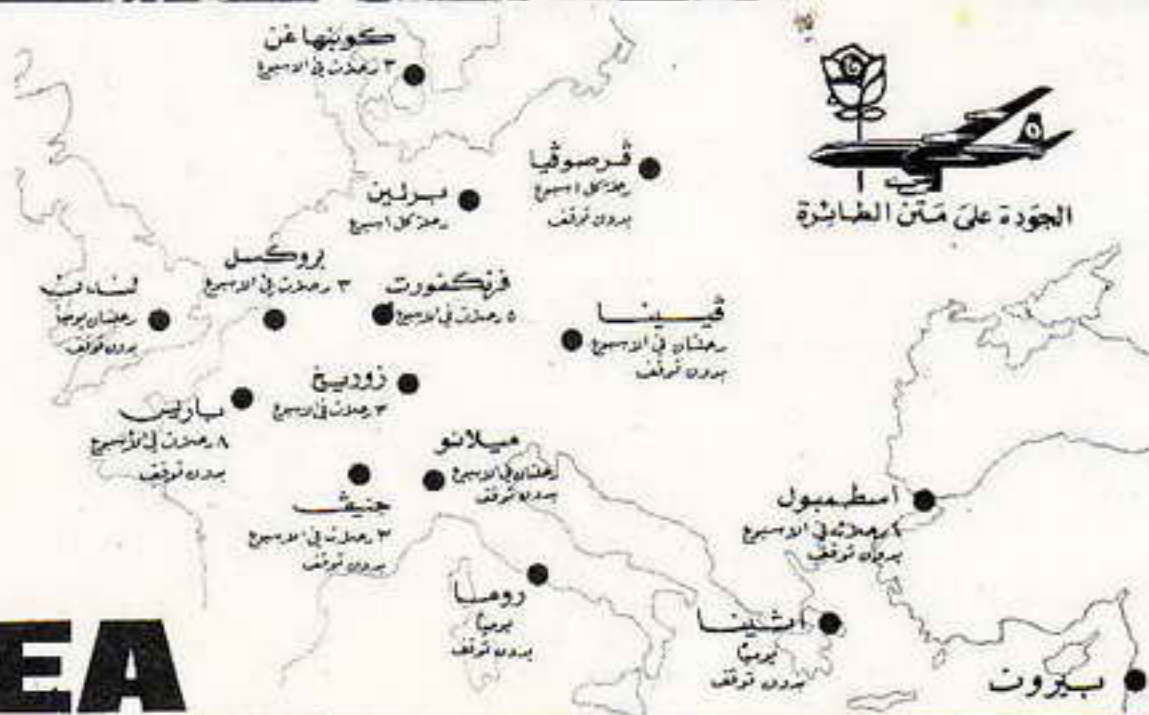 كوبنهاغن
٣ رحلات في الاسبوع
ڤرصوڤيا
رحلة كل اسبوع
بدون توقف
الجودة على متن الطائرة
برلين
رحلة كل اسبوع
بروكسل
٣ رحلات في الاسبوع
فرنكفورت
٥ رحلات في الاسبوع
لندن
رحلتان يومياً
بدون توقف
ڤيينا
رحلتان في الاسبوع
بدون توقف
زوريخ
٣ رحلات في الاسبوع
باريس
٨ رحلات في الأسبوع
بدون توقف
ميلانو
رحلتان في الاسبوع
بدون توقف
جنيڤ
٣ رحلات في الاسبوع
بدون توقف
اسطمبول
رحلات في الاسبوع
بدون توقف
روما
يومياً
بدون توقف
اثينا
يومياً
بدون توقف
بيروت
EA